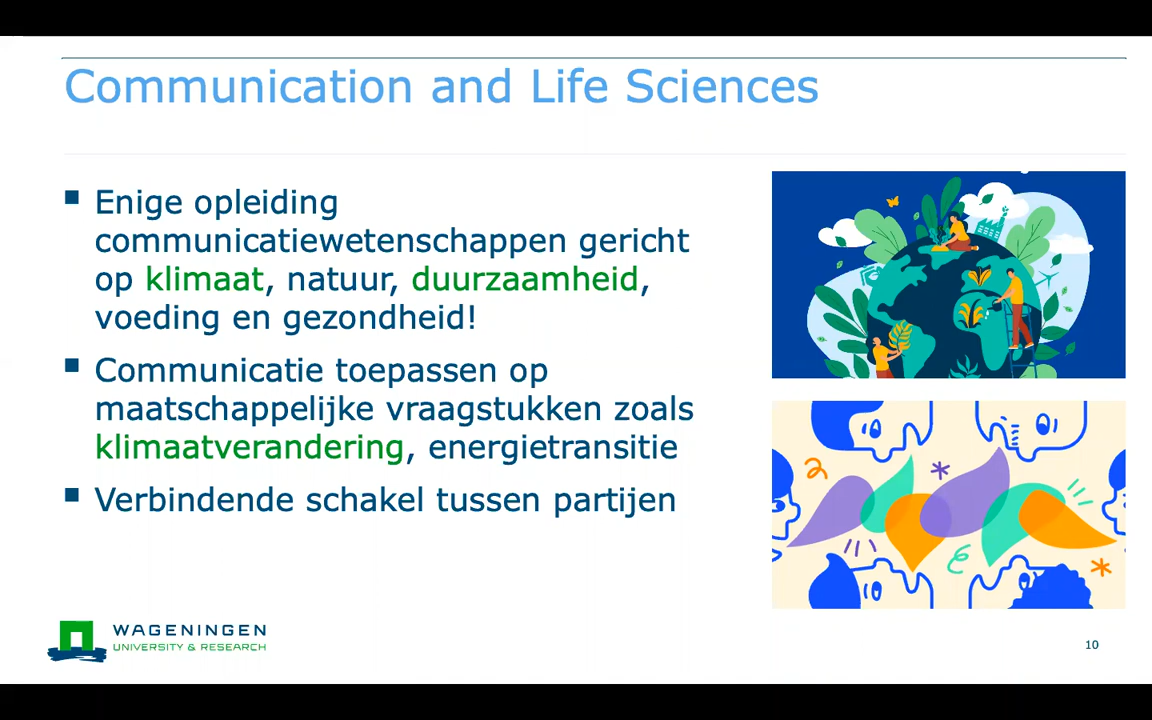 Communication and Life Sciences
Enige opleiding
communicatiewetenschappen gericht
op klimaat, natuur, duurzaamheid,
voeding en gezondheid!
Communicatie toepassen op
maatschappelijke vraagstukken zoals
klimaatverandering, energietransitie
Verbindende schakel tussen partijen
WAGENINGEN
UNIVERSITY & RESEARCH
10